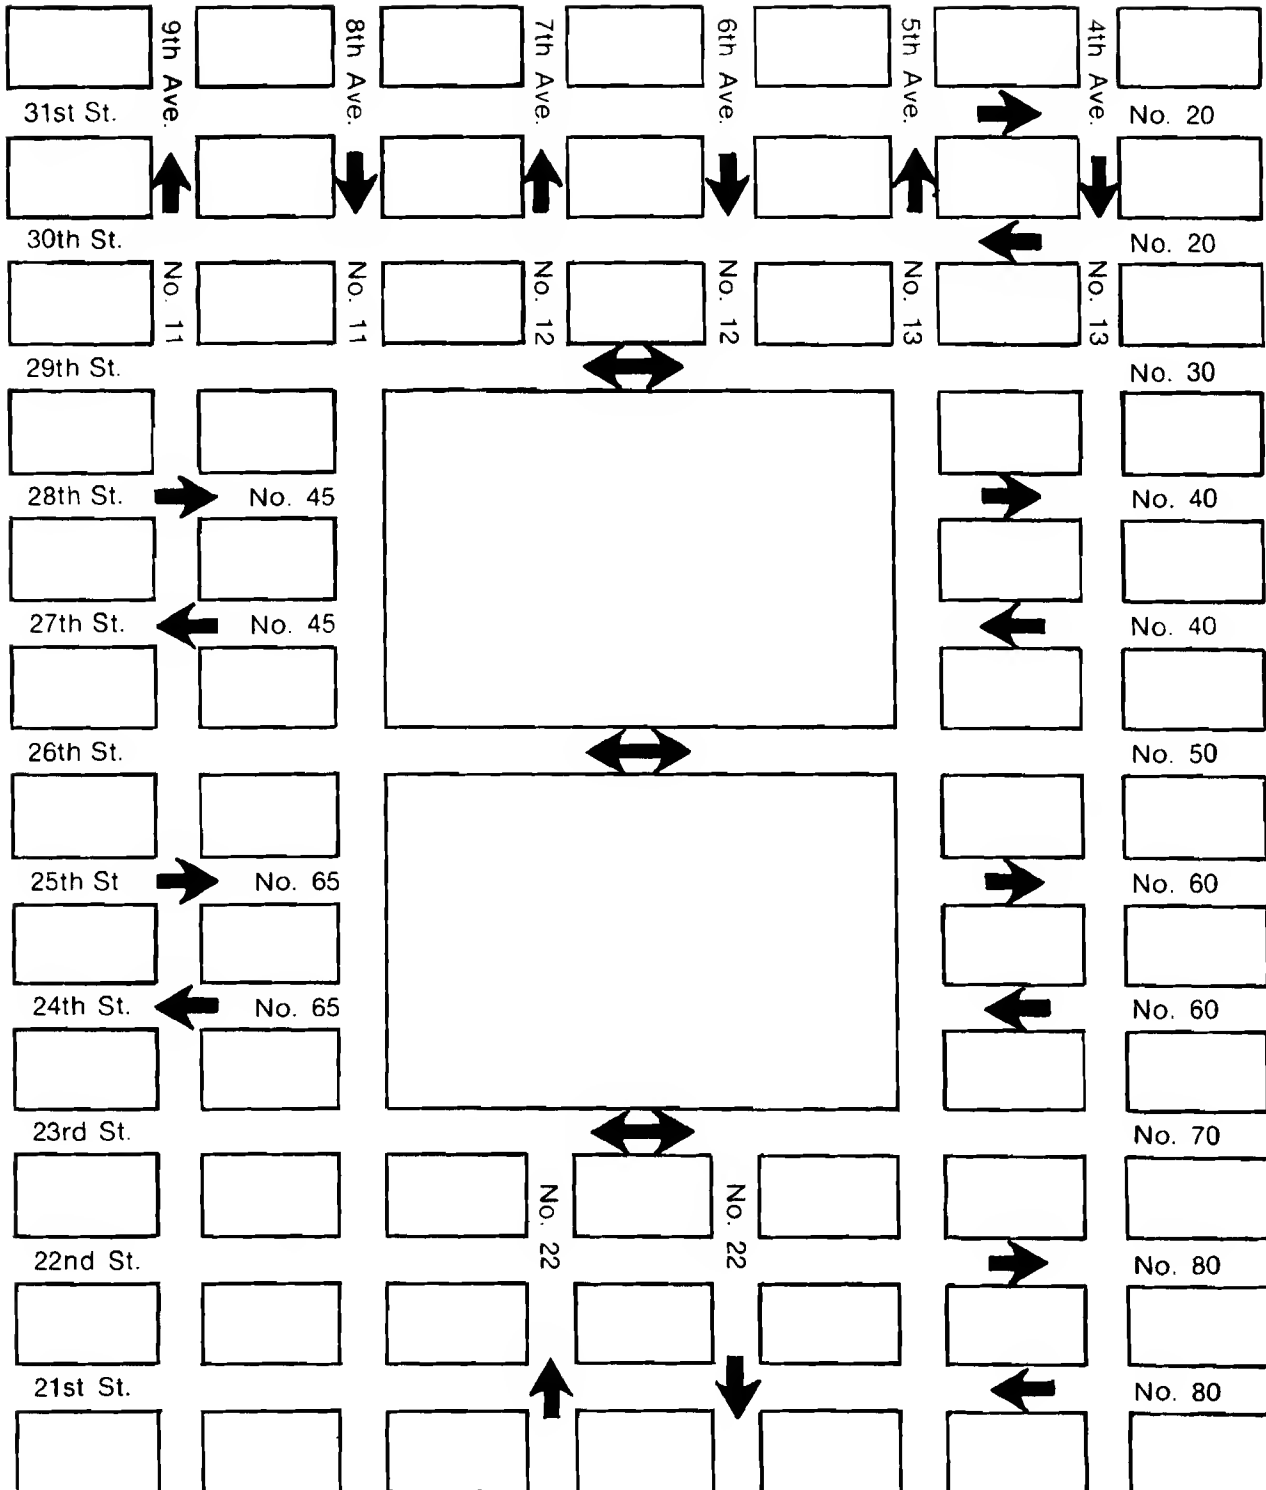 9th Ave.
8th Ave.
7th Ave.
6th Ave.
5th Ave.
4th Ave.
31st St.
No. 20
30th St.
No. 20
No. 11
No. 11
No. 12
No. 12
No. 13
No. 13
29th St.
No. 30
28th St.
No. 45
No. 40
27th St.
No. 45
No. 40
26th St.
No. 50
25th St
No. 65
No. 60
24th St.
No. 65
No. 60
23rd St.
No. 70
No. 22
No. 22
22nd St.
No. 80
21st St.
No. 80